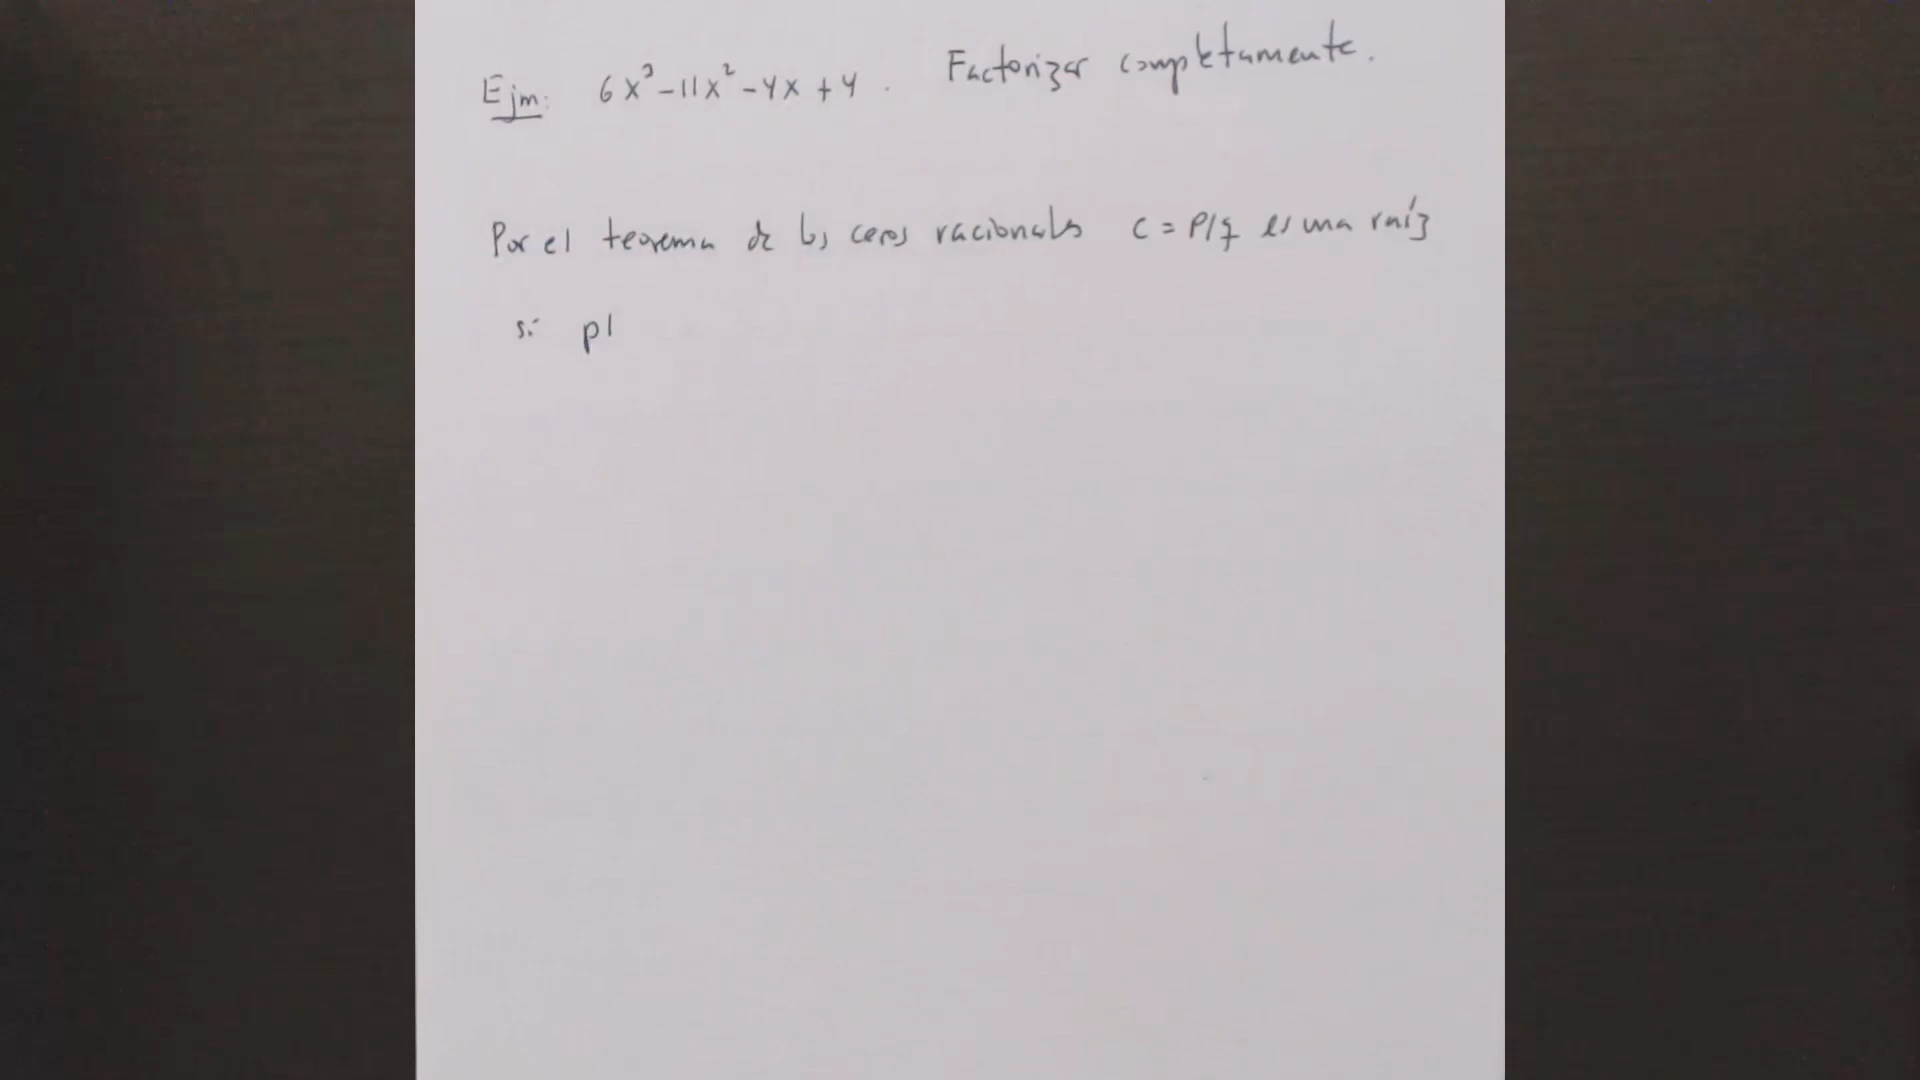 Ejm: 6x³-11x²-4x+4. Factorizar completamente.
Por el teorema de los ceros racionales c = P/q es una raíz
si p|